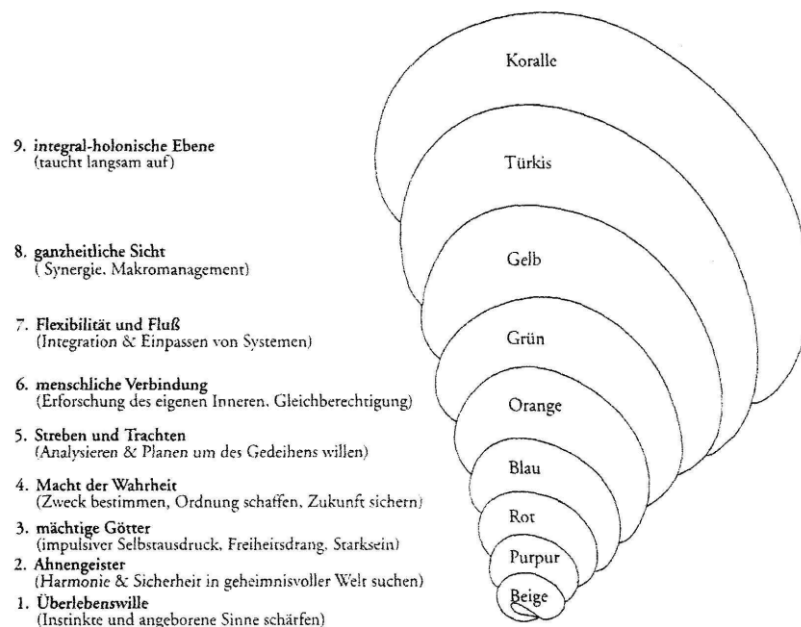 Koralle
9. integral-holonische Ebene
(taucht langsam auf)
Türkis
8. ganzheitliche Sicht
( Synergie, Makromanagement)
Gelb
7. Flexibilität und Fluß
(Integration & Einpassen von Systemen)
Grün
6. menschliche Verbindung
(Erforschung des eigenen Inneren, Gleichberechtigung)
Orange
5. Streben und Trachten
(Analysieren & Planen um des Gedeihens willen)
Blau
4. Macht der Wahrheit
(Zweck bestimmen, Ordnung schaffen, Zukunft sichern)
Rot
3. mächtige Götter
(impulsiver Selbstausdruck, Freiheitsdrang, Starksein)
Purpur
2. Ahnengeister
(Harmonie & Sicherheit in geheimnisvoller Welt suchen)
Beige
1. Überlebenswille
(Instinkte und angeborene Sinne schärfen)